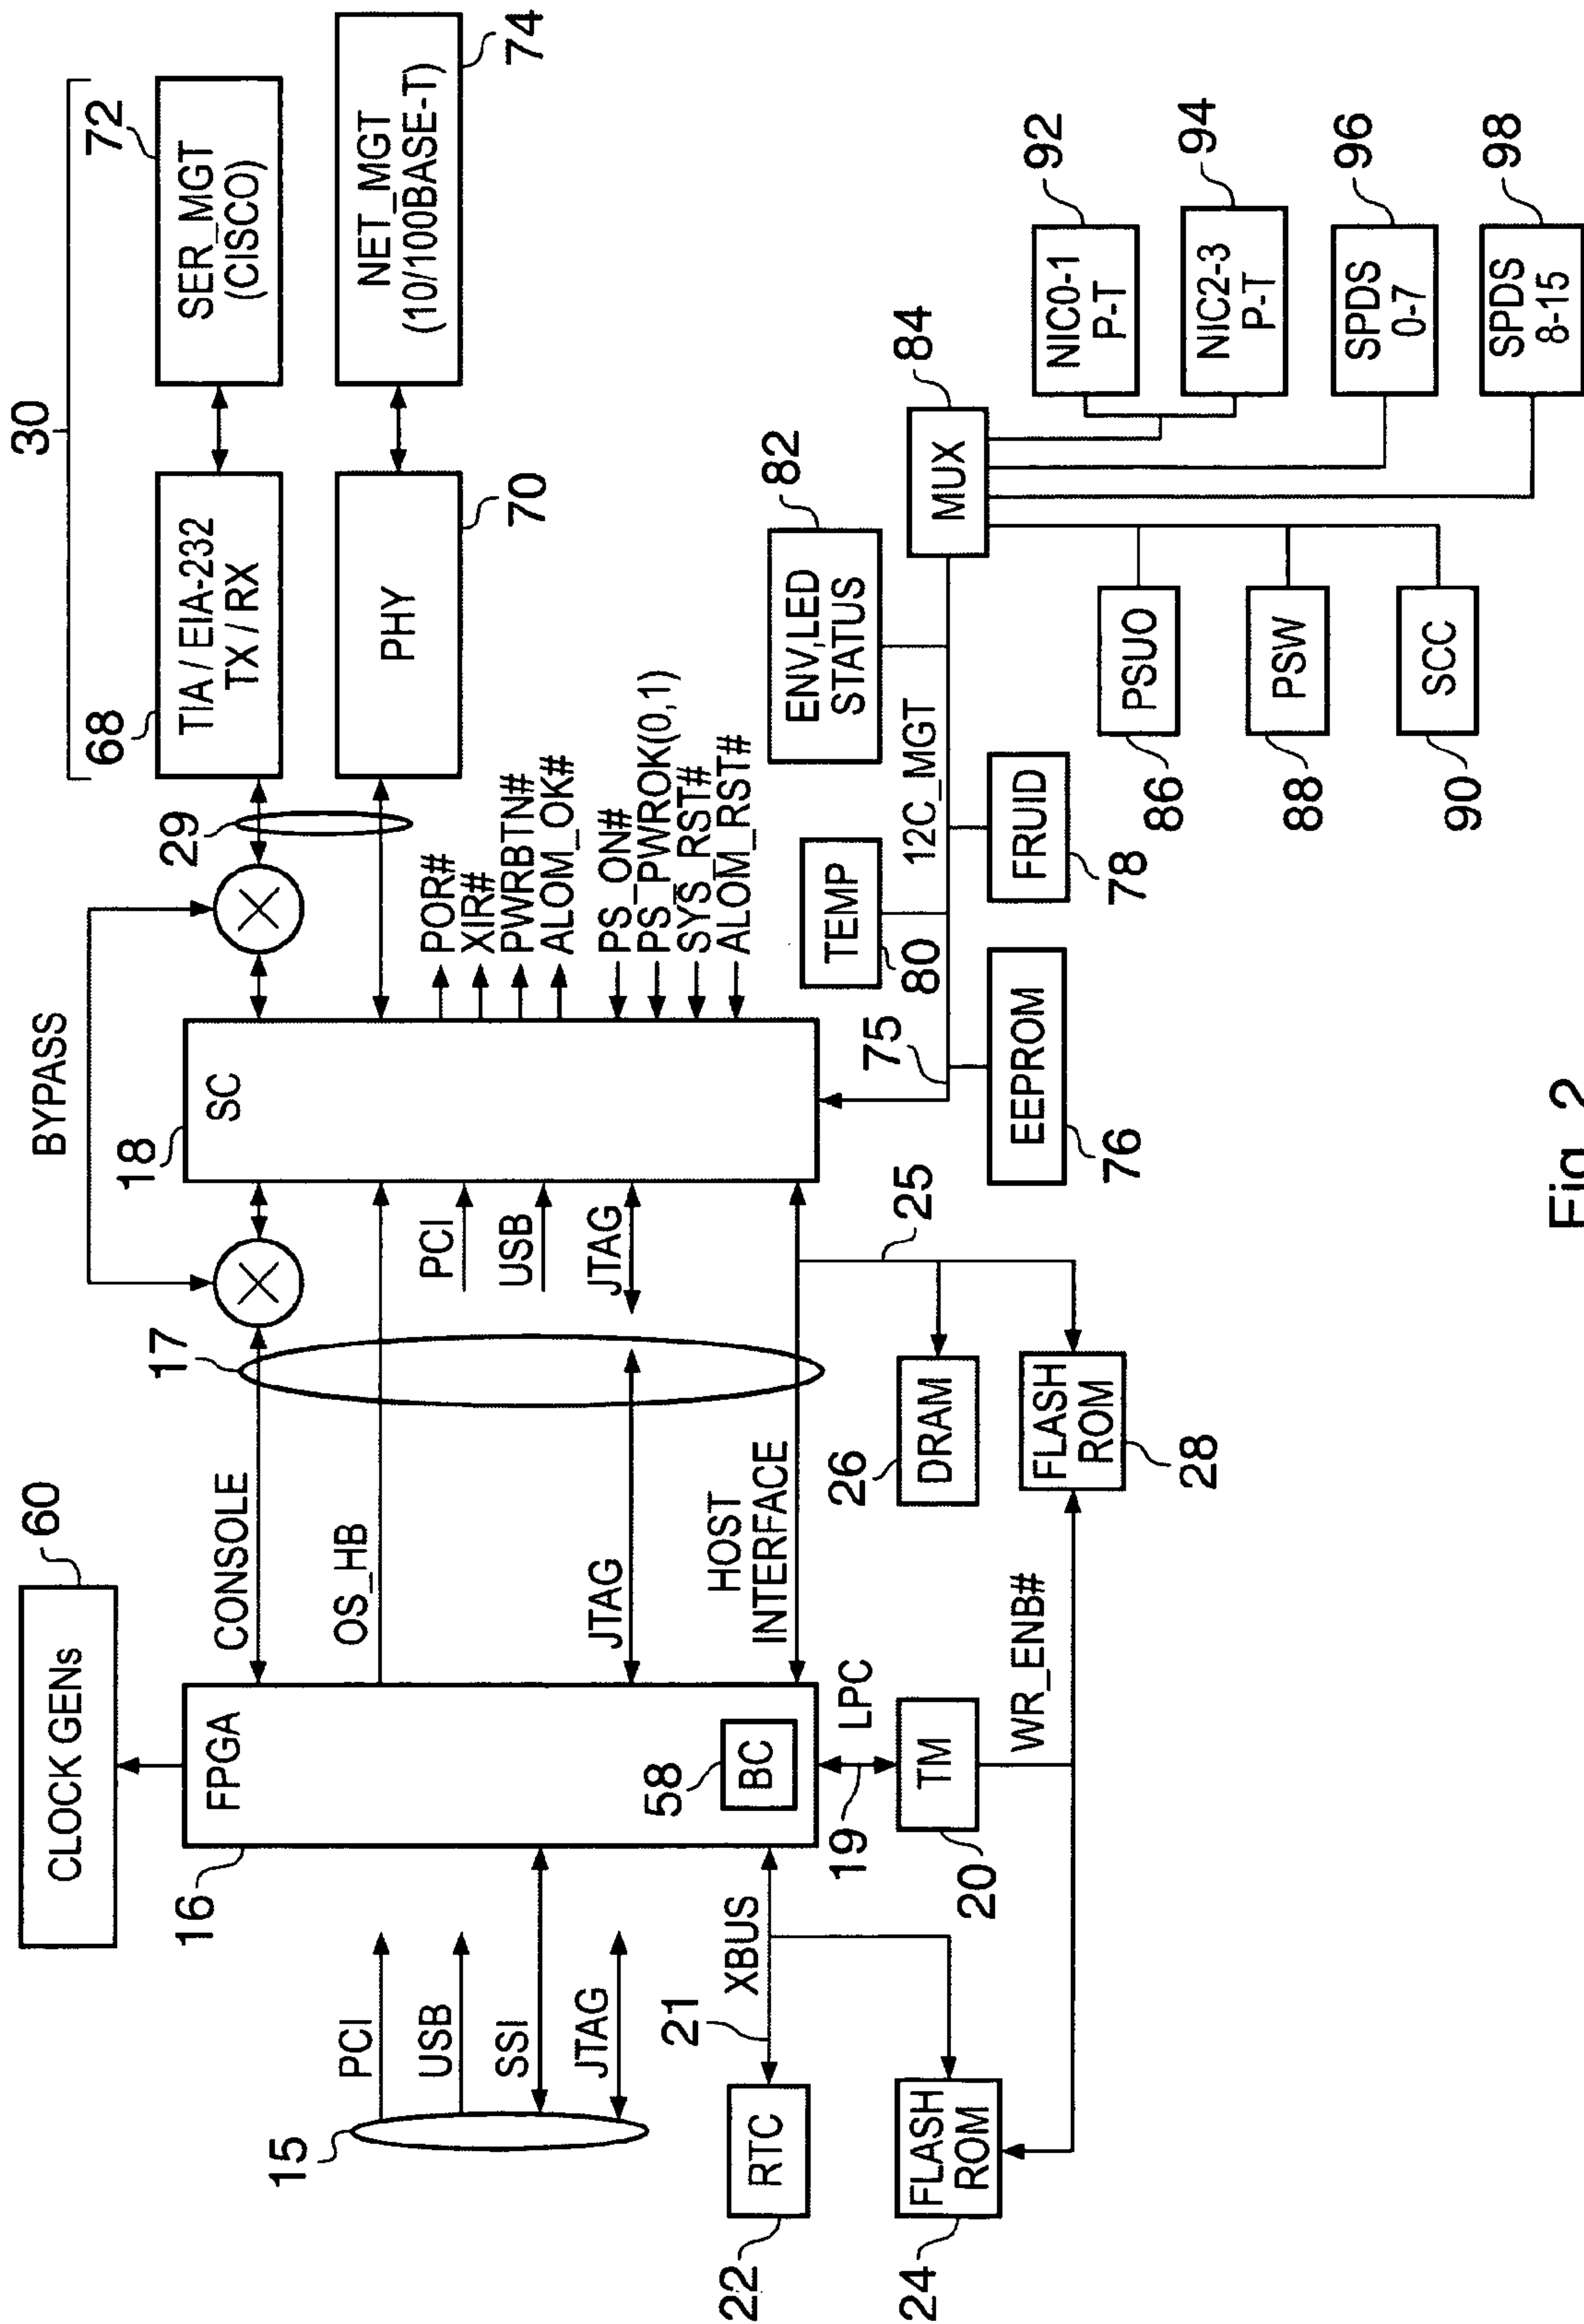 30
72
SER_MGT
(CISCO)
74
NET_MGT
(10/100BASE-T)
68
TIA / EIA-232
TX / RX
70
PHY
29
BYPASS
60
CLOCK GENs
17
CONSOLE
OS_HB
PCI
USB
JTAG
JTAG
HOST
INTERFACE
18
SC
POR#
XIR#
PWRBTN#
ALOM_OK#
PS_ON#
PS_PWROK(0,1)
SYS_RST#
ALOM_RST#
16
FPGA
58
BC
15
PCI
USB
SSI
JTAG
21
XBUS
22
RTC
24
FLASH
ROM
19
LPC
20
TM
WR_ENB#
25
26
DRAM
28
FLASH
ROM
75
76
EEPROM
80
TEMP
12C_MGT
78
FRUID
82
ENV,LED
STATUS
84
MUX
86
PSUO
88
PSW
90
SCC
92
NIC0-1
P-T
94
NIC2-3
P-T
96
SPDS
0-7
98
SPDS
8-15
Fig. 2